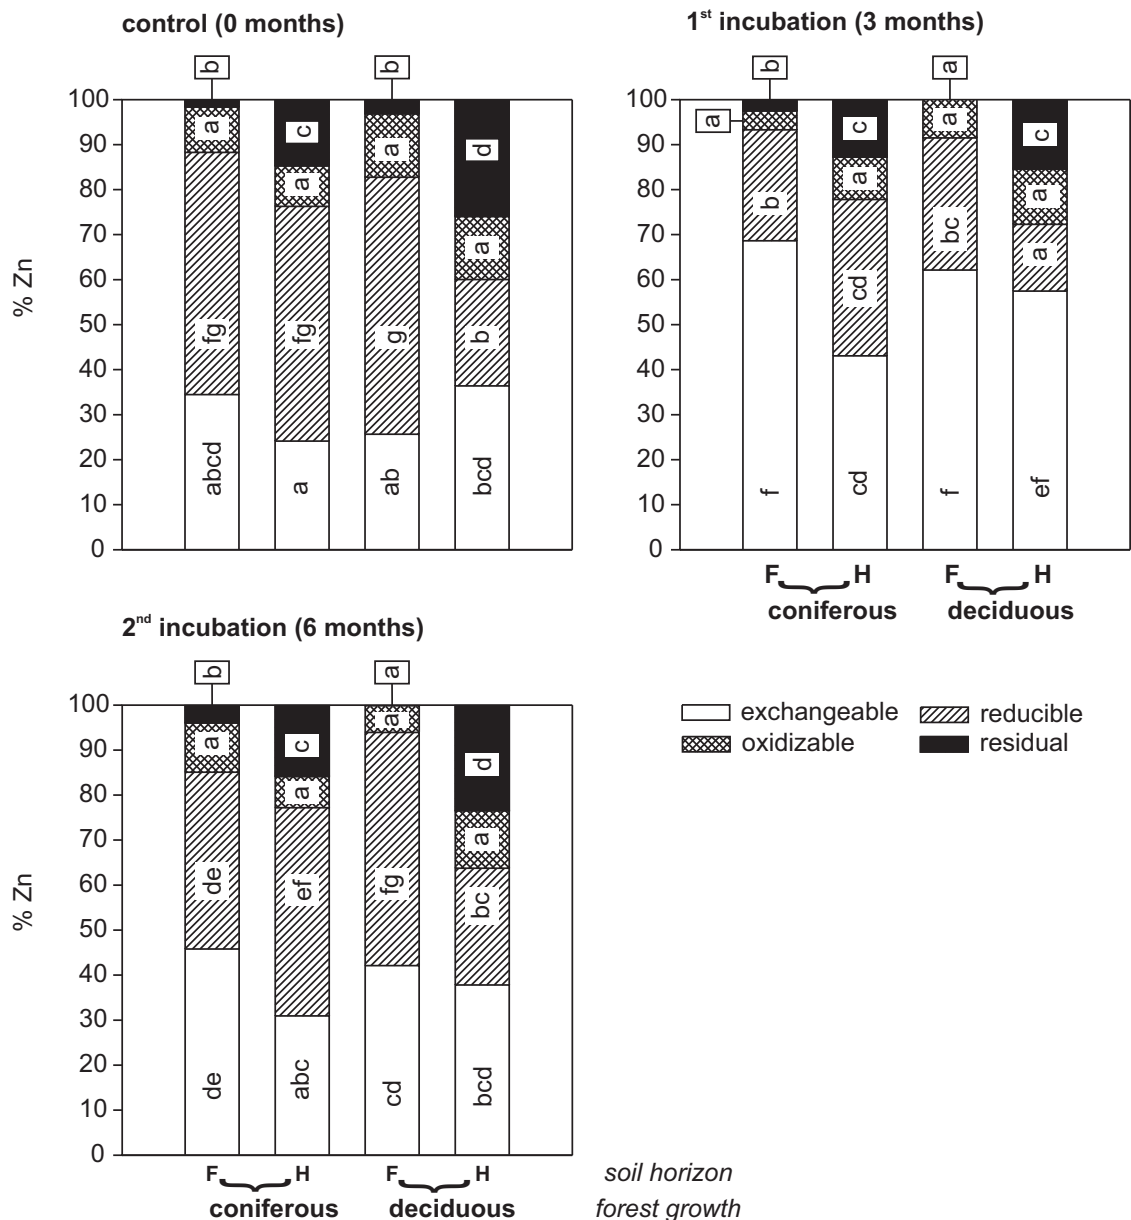 control (0 months)
b b
100
90
80
70
60
50
40
30
20
10
0
% Zn
a c a d
a a
fg fg g b
abcd a ab bcd
1st incubation (3 months)
b a
100
90
80
70
60
50
40
30
20
10
0
a c a c
a a
b cd bc a
f cd f ef
F H F H
coniferous deciduous
2nd incubation (6 months)
b a
100
90
80
70
60
50
40
30
20
10
0
% Zn
a c a d
a a
de ef fg bc
de abc cd bcd
F H F H soil horizon
coniferous deciduous forest growth
excheangeable reducible
oxidizable residual